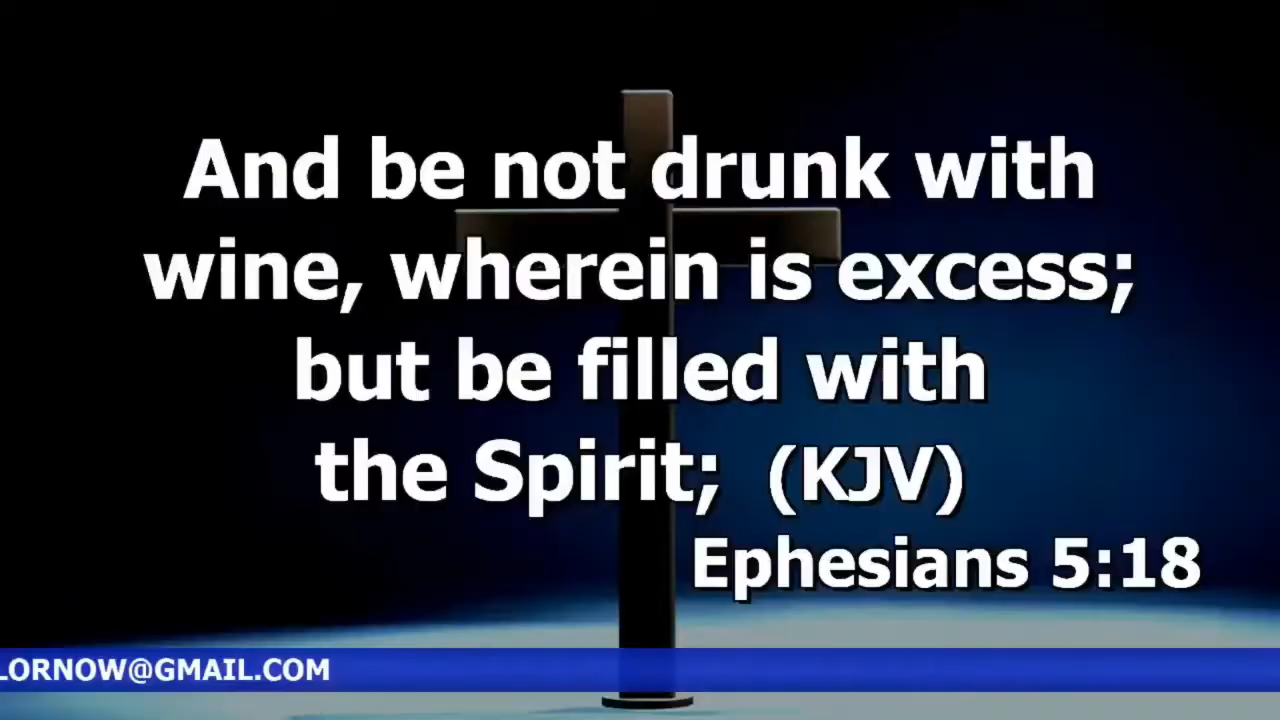 And be not drunk with
wine, wherein is excess;
but be filled with
the Spirit; (KJV)
Ephesians 5:18
LORNOW@GMAIL.COM